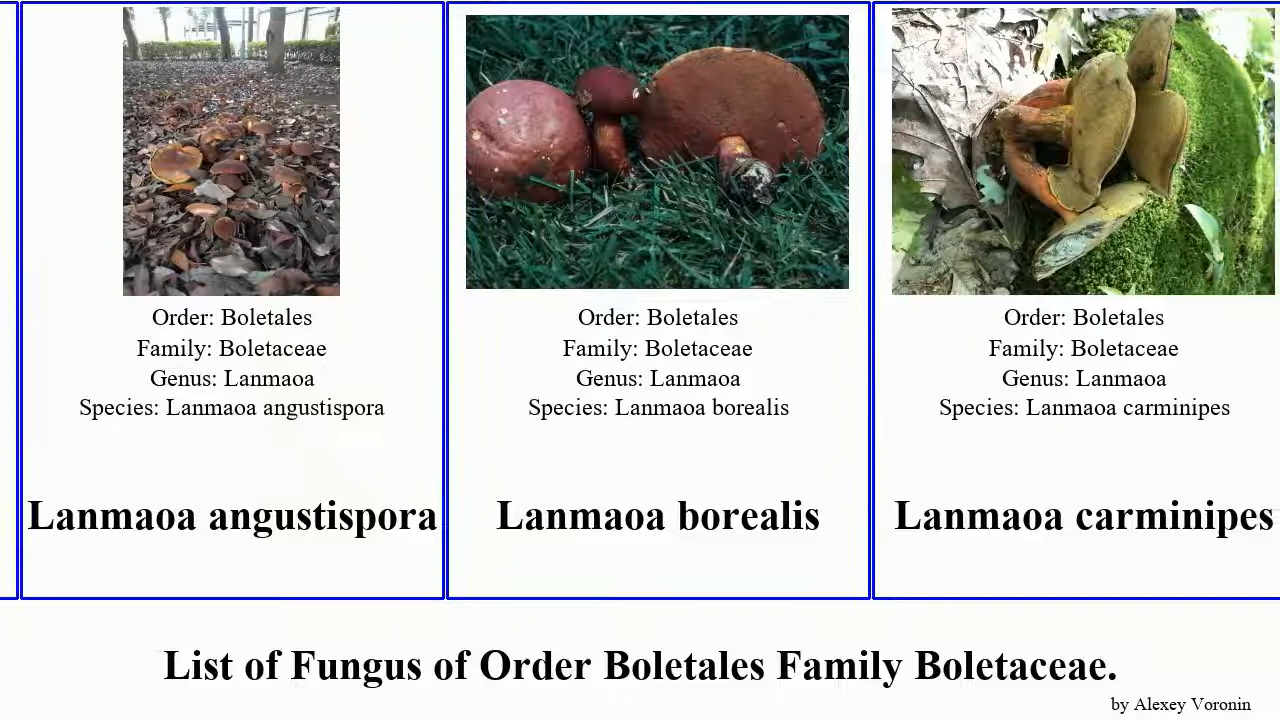 Order: Boletales
Family: Boletaceae
Genus: Lanmaoa
Species: Lanmaoa angustispora
Lanmaoa angustispora
Order: Boletales
Family: Boletaceae
Genus: Lanmaoa
Species: Lanmaoa borealis
Lanmaoa borealis
Order: Boletales
Family: Boletaceae
Genus: Lanmaoa
Species: Lanmaoa carminipes
Lanmaoa carminipes
List of Fungus of Order Boletales Family Boletaceae.
by Alexey Voronin